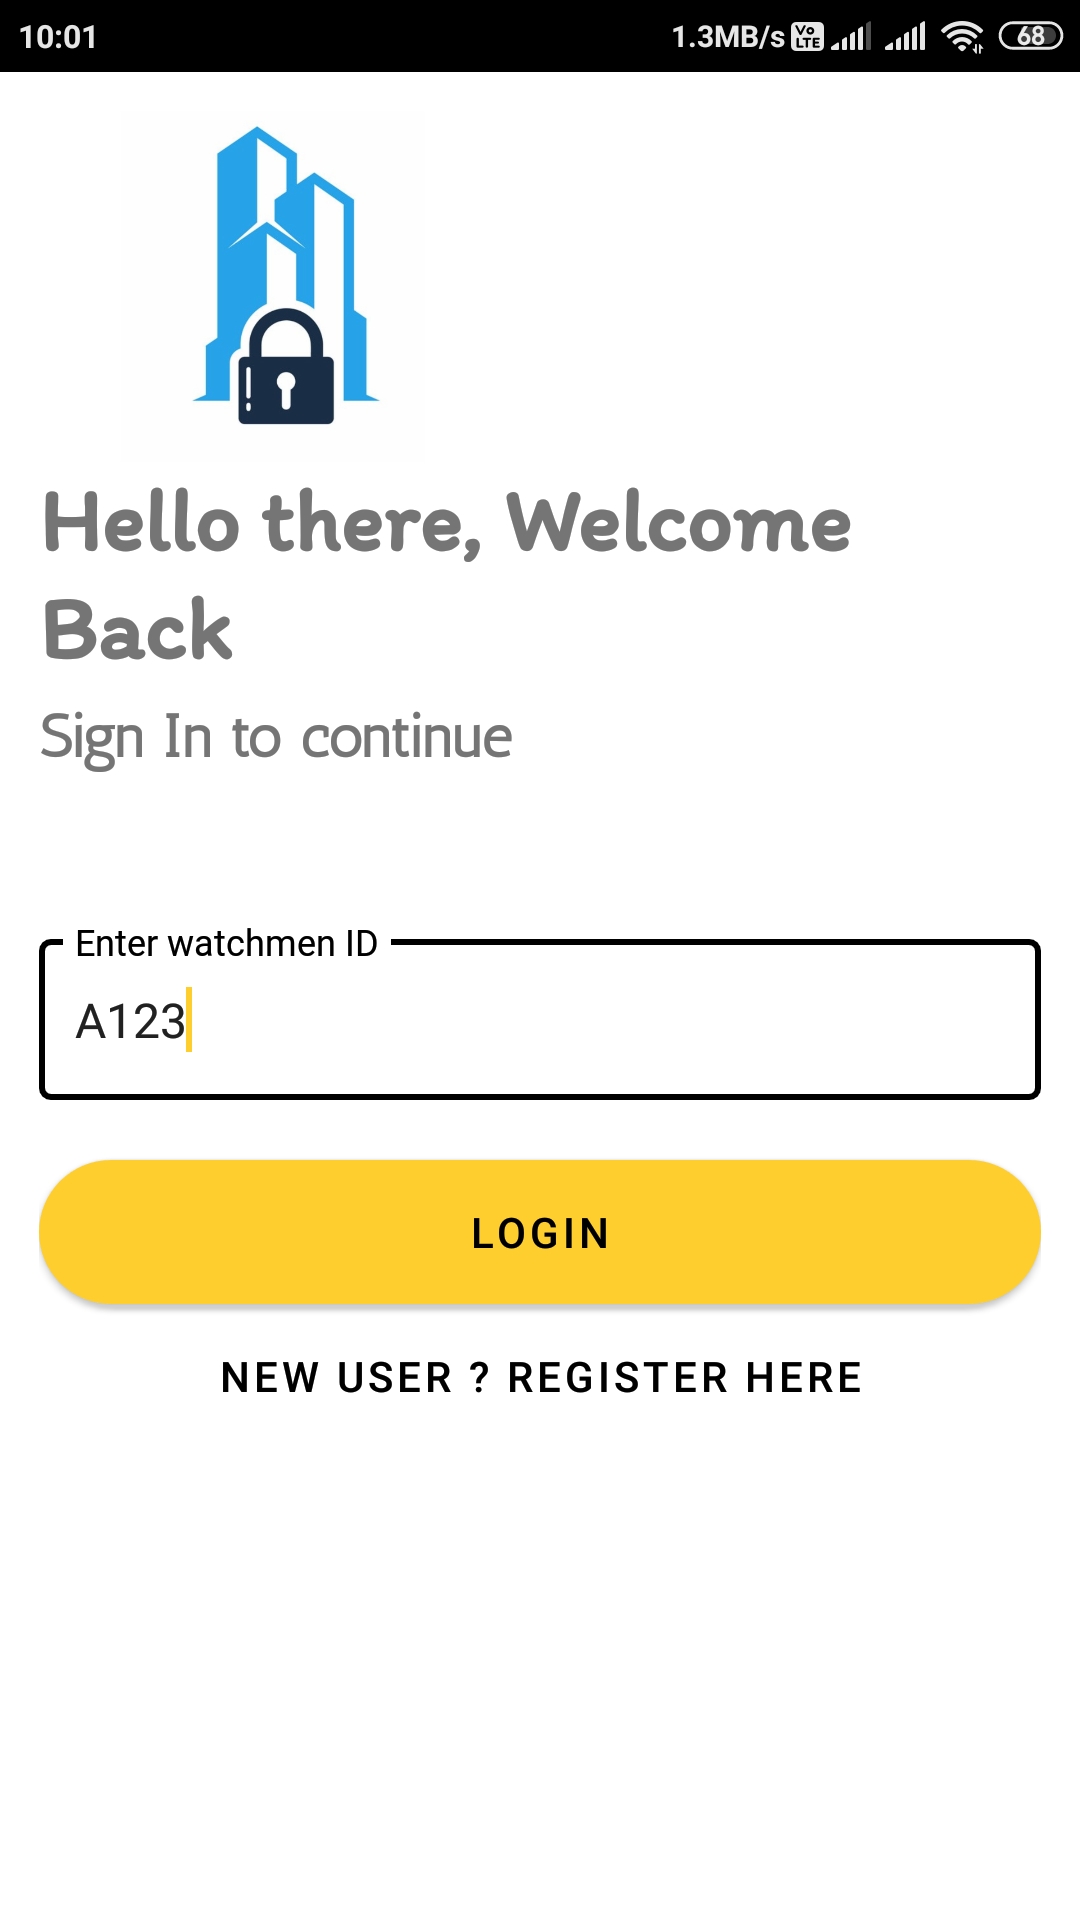 10:01 1.3MB/s Vo LTE 68
Hello there, Welcome
Back
Sign In to continue
Enter watchmen ID
A123
LOGIN
NEW USER ? REGISTER HERE